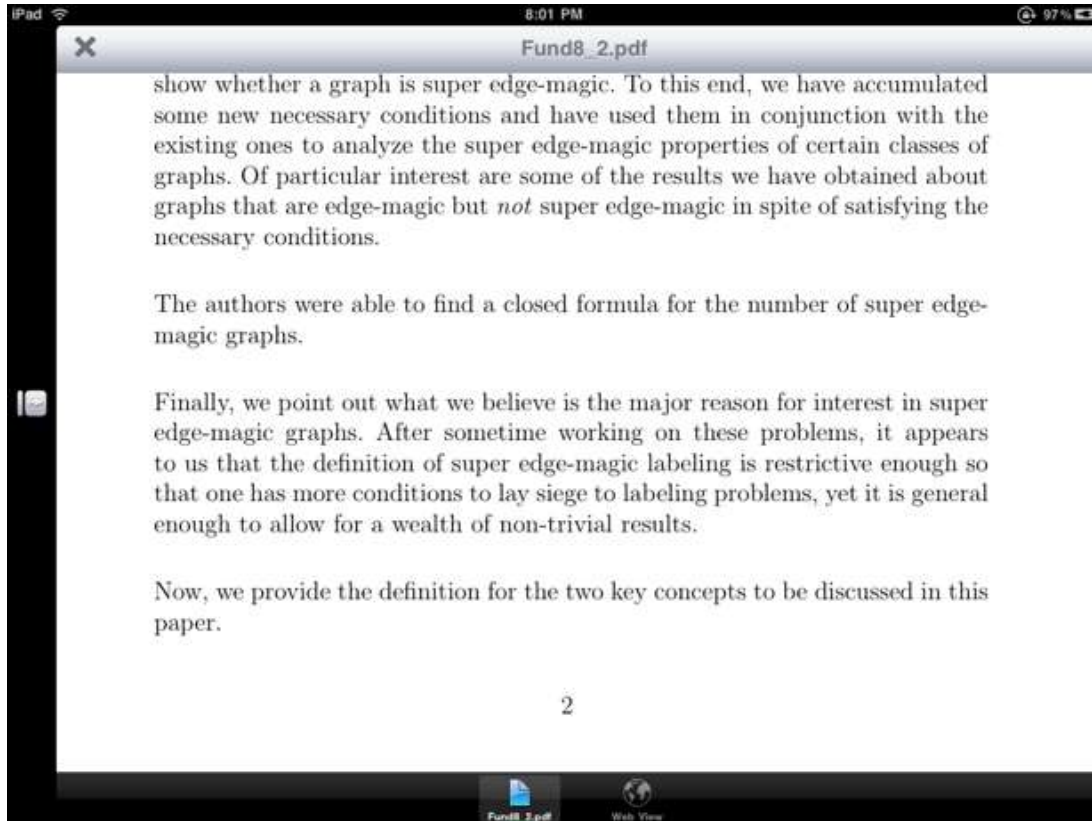 iPad 8:01 PM 97%
Fund8_2.pdf
show whether a graph is super edge-magic. To this end, we have accumulated
some new necessary conditions and have used them in conjunction with the
existing ones to analyze the super edge-magic properties of certain classes of
graphs. Of particular interest are some of the results we have obtained about
graphs that are edge-magic but not super edge-magic in spite of satisfying the
necessary conditions.
The authors were able to find a closed formula for the number of super edge-
magic graphs.
Finally, we point out what we believe is the major reason for interest in super
edge-magic graphs. After sometime working on these problems, it appears
to us that the definition of super edge-magic labeling is restrictive enough so
that one has more conditions to lay siege to labeling problems, yet it is general
enough to allow for a wealth of non-trivial results.
Now, we provide the definition for the two key concepts to be discussed in this
paper.
2
Fund8_2.pdf Web View